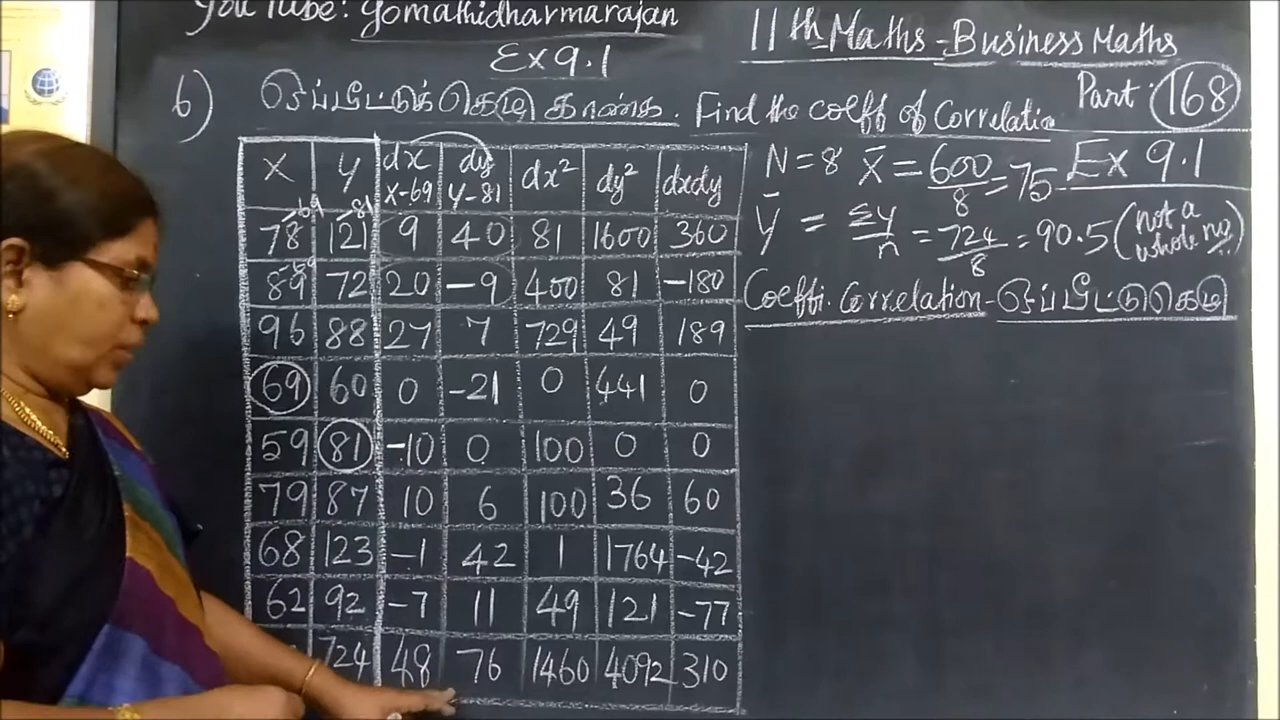 YouTube: gomathidharmarajan
11th Maths - Business Maths
Ex 9.1
Part: 168
6) ஒப்பீட்டுக் கெழு காண்க. Find the coeff of Correlatio
x y dx dy dx² dy² dxdy
x-69 y-81
-69 -81
78 121 9 40 81 1600 360
89 72 20 -9 400 81 -180
96 88 27 7 729 49 189
69 60 0 -21 0 441 0
59 81 -10 0 100 0 0
79 87 10 6 100 36 60
68 123 -1 42 1 1764 -42
62 92 -7 11 49 121 -77
724 48 76 1460 4092 310
N = 8 X̄ = 600/8 = 75 Ex 9.1
Ȳ = Σy/n = 724/8 = 90.5 (not a whole no.)
Coeffi. Correlation - ஒப்பீட்டு கெழு